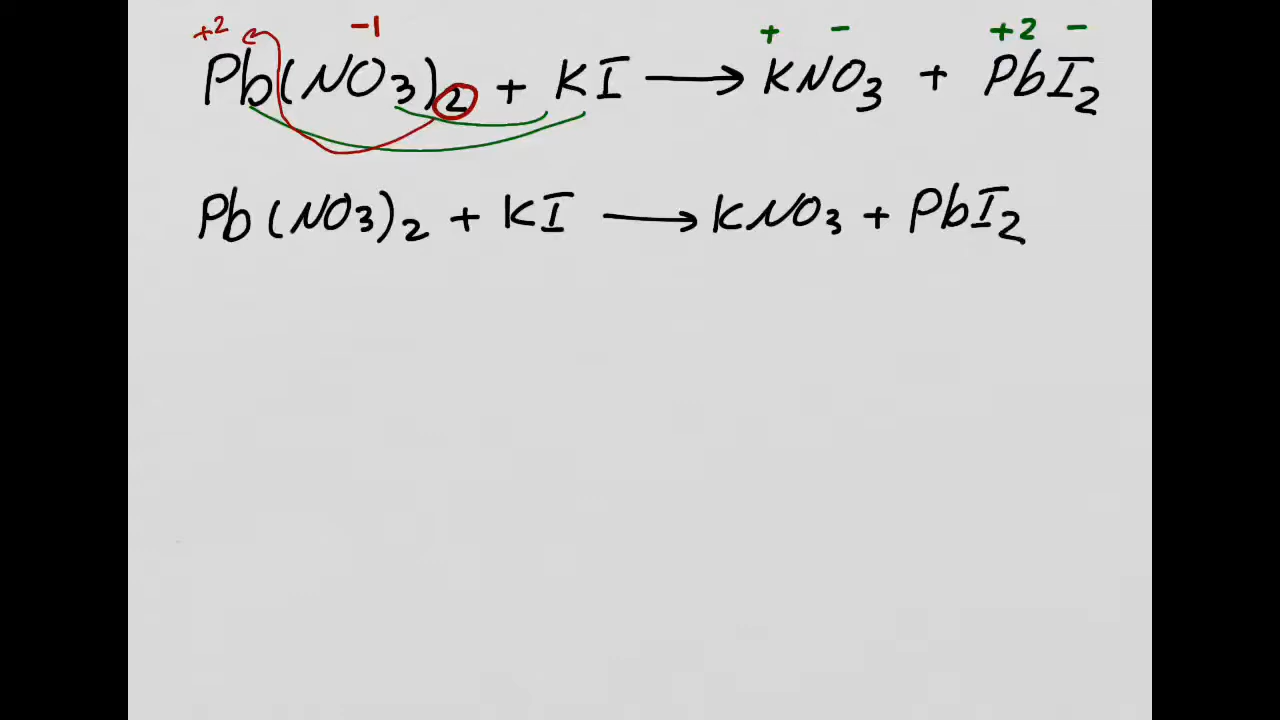 +2 -1 + - +2 -
Pb(NO3)2 + KI → KNO3 + PbI2
Pb(NO3)2 + KI → KNO3 + PbI2